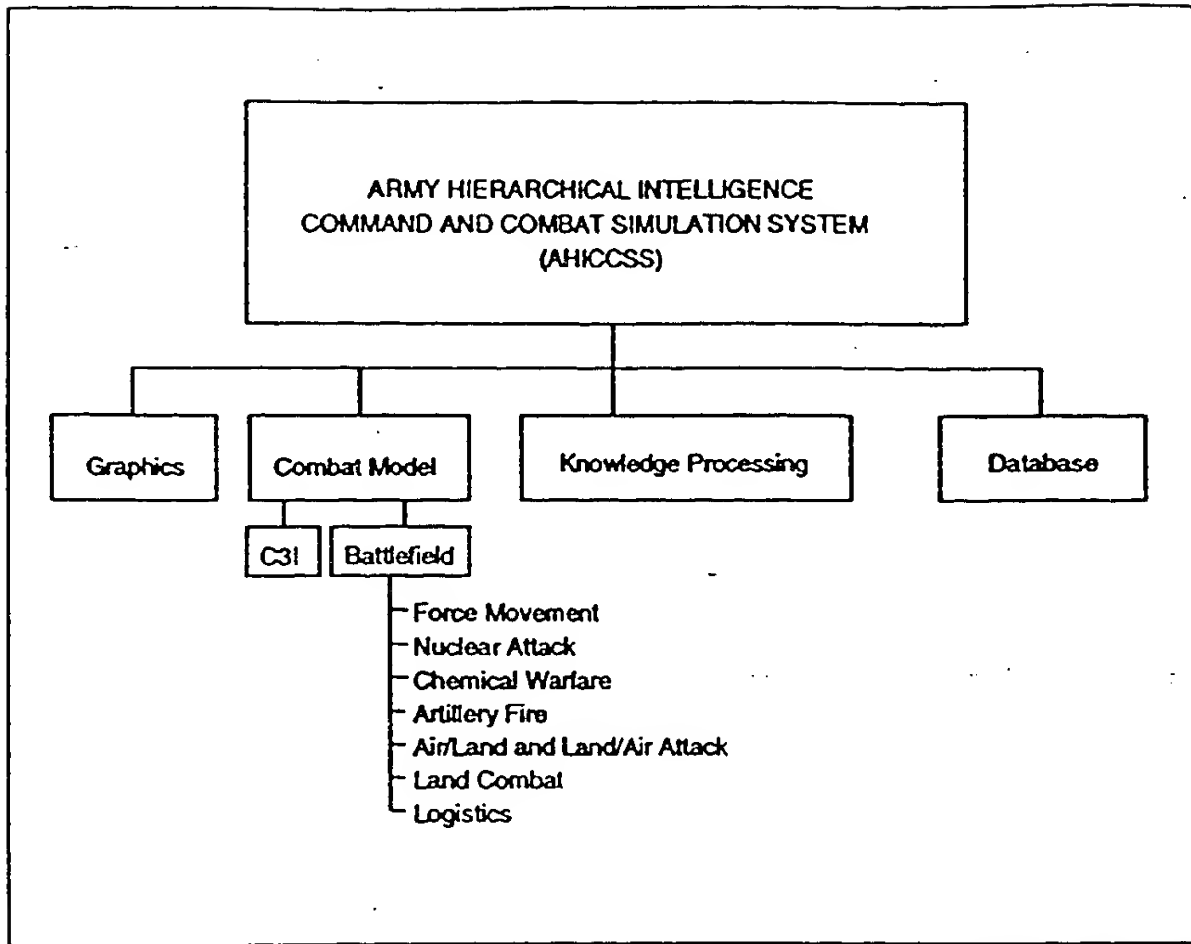 ARMY HIERARCHICAL INTELLIGENCE
COMMAND AND COMBAT SIMULATION SYSTEM
(AHICCSS)
Graphics
Combat Model
Knowledge Processing
Database
C3I
Battlefield
Force Movement
Nuclear Attack
Chemical Warfare
Artillery Fire
Air/Land and Land/Air Attack
Land Combat
Logistics